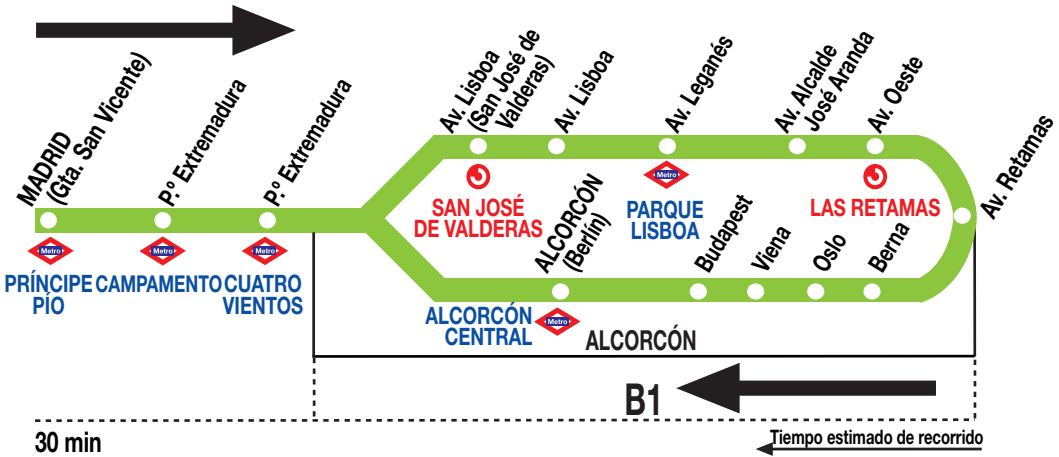 MADRID
(Gta. San Vicente)
P.º Extremadura
P.º Extremadura
Av. Lisboa
(San José de
Valderas)
Av. Lisboa
Av. Leganés
Av. Alcalde
José Aranda
Av. Oeste
Av. Retamas
Metro
PRÍNCIPE
PÍO
Metro
CAMPAMENTO
Metro
CUATRO
VIENTOS
SAN JOSÉ
DE VALDERAS
Metro
PARQUE
LISBOA
LAS RETAMAS
ALCORCÓN
(Berlín)
Budapest
Viena
Oslo
Berna
ALCORCÓN
CENTRAL
Metro
ALCORCÓN
B1
30 min
Tiempo estimado de recorrido